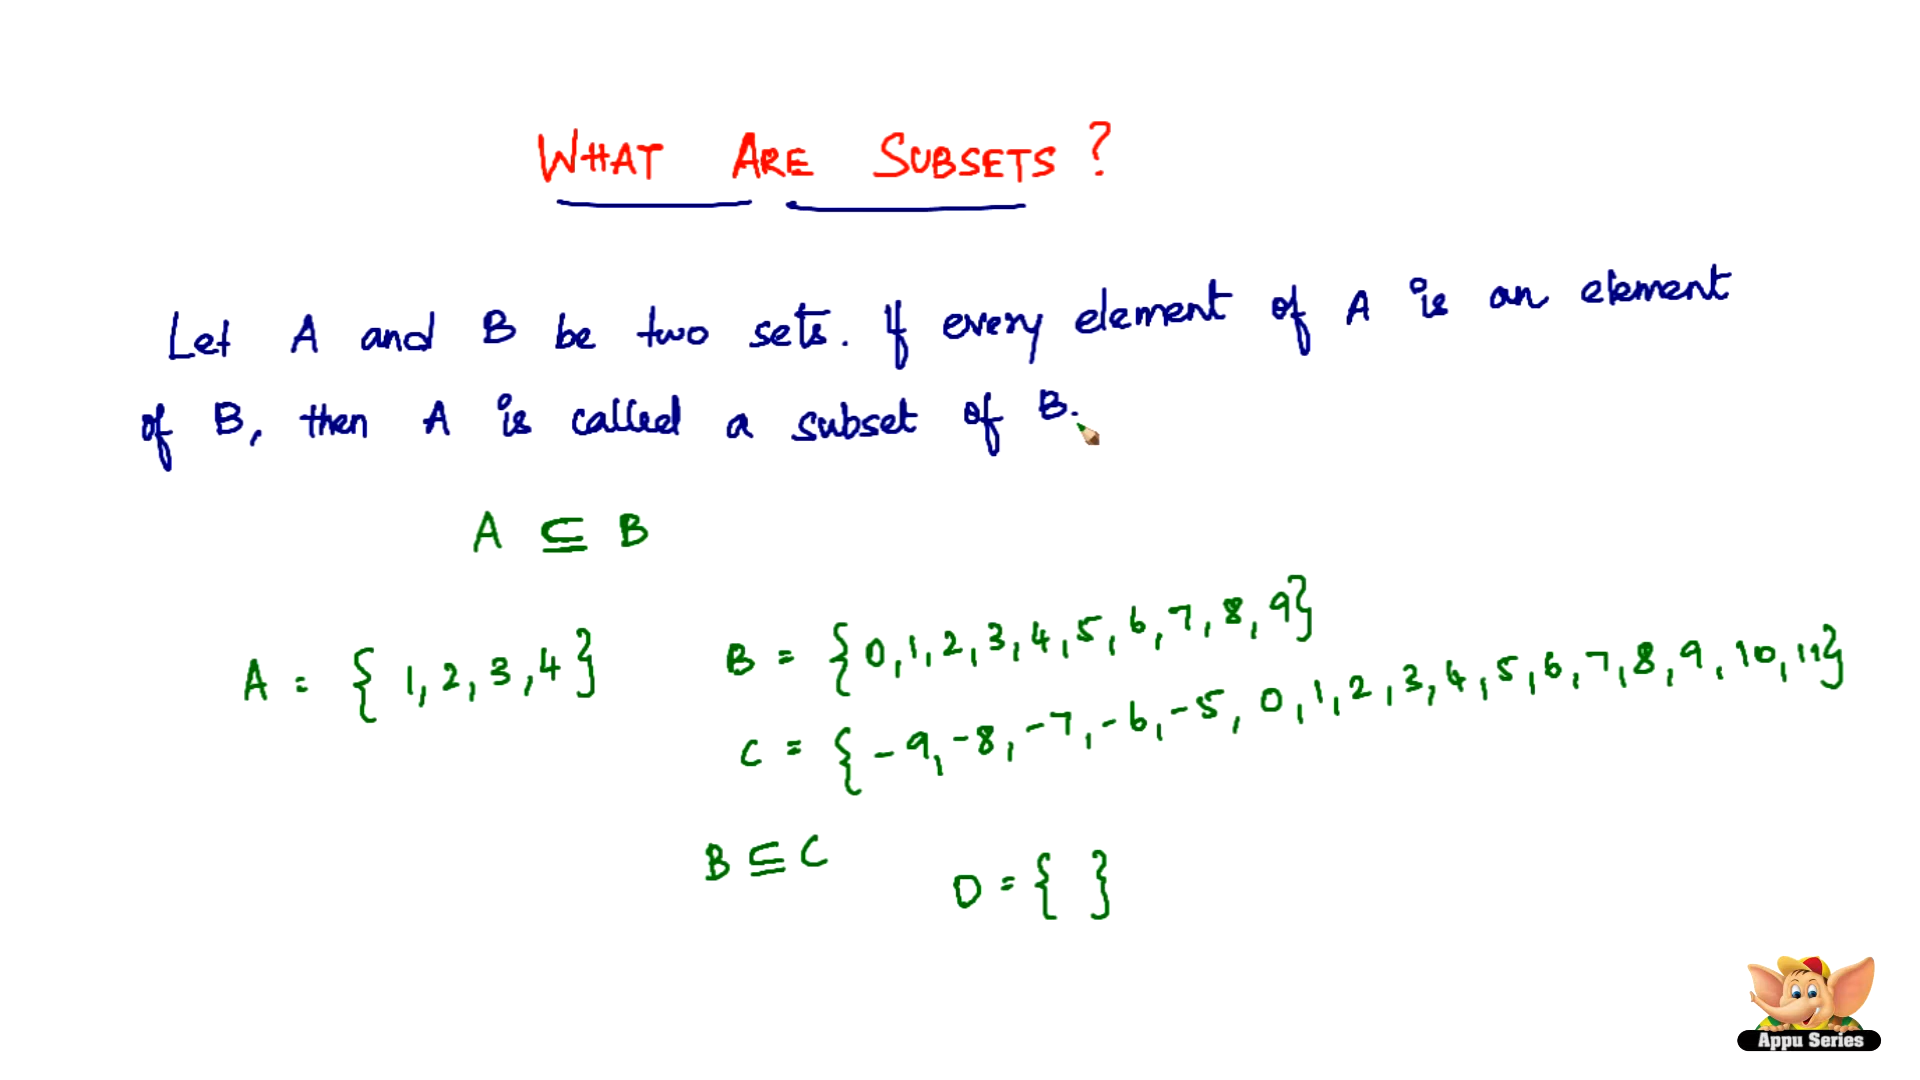 WHAT ARE SUBSETS?
Let A and B be two sets. If every element of A is an element
of B, then A is called a subset of B.
A ⊆ B
A = { 1, 2, 3, 4 }
B = {0, 1, 2, 3, 4, 5, 6, 7, 8, 9}
C = {-9, -8, -7, -6, -5, 0, 1, 2, 3, 4, 5, 6, 7, 8, 9, 10, 11}
B ⊆ C
D = { }
Appu Series